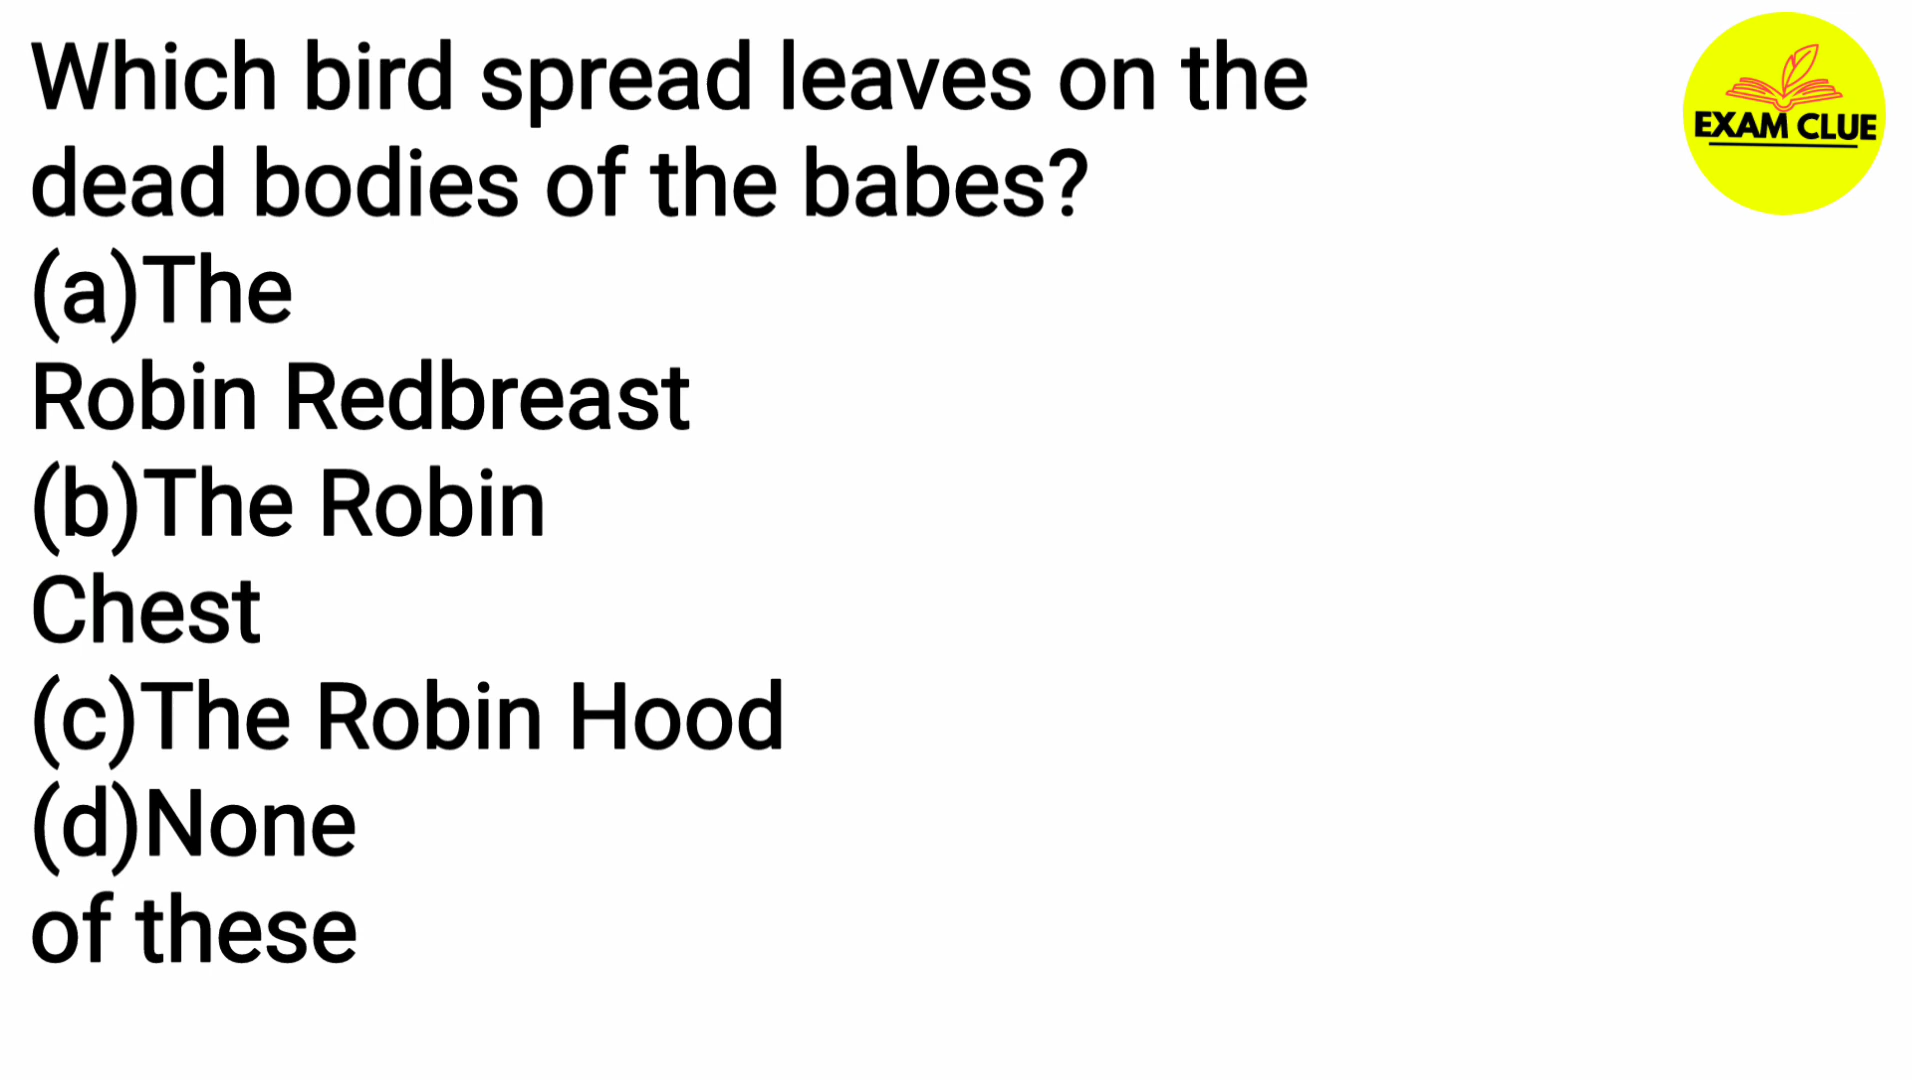 Which bird spread leaves on the
dead bodies of the babes?
(a)The
Robin Redbreast
(b)The Robin
Chest
(c)The Robin Hood
(d)None
of these
EXAM CLUE